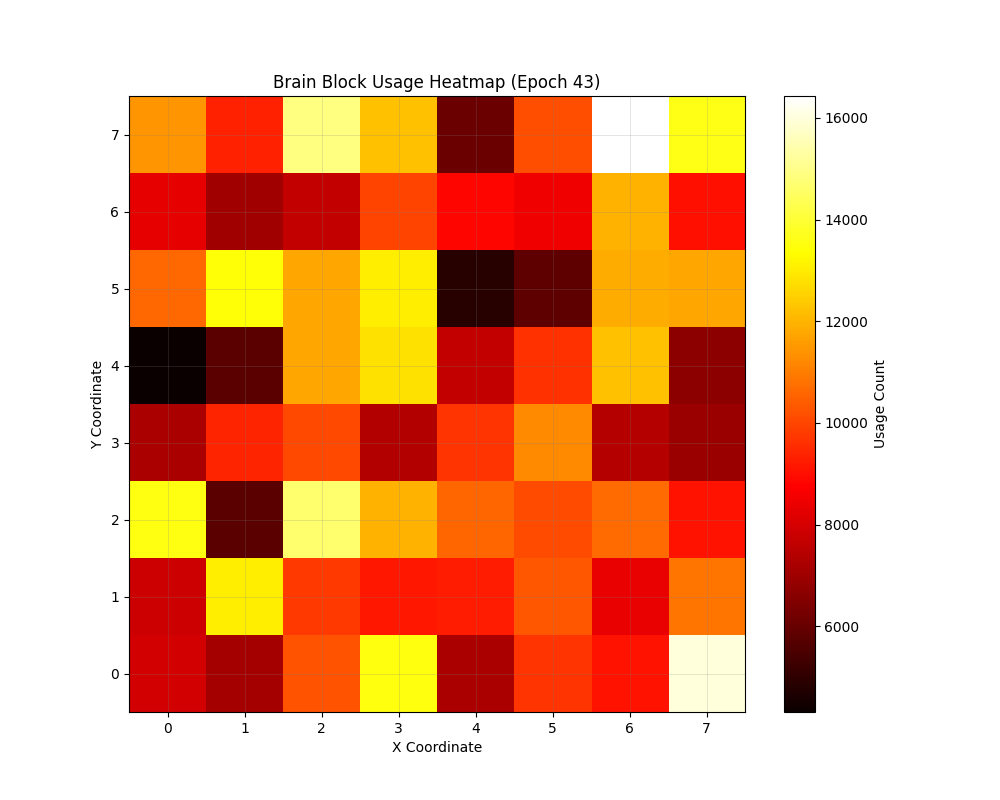 Brain Block Usage Heatmap (Epoch 43)
7
6
5
4
3
2
1
0
Y Coordinate
0 1 2 3 4 5 6 7
X Coordinate
16000
14000
12000
10000
8000
6000
Usage Count